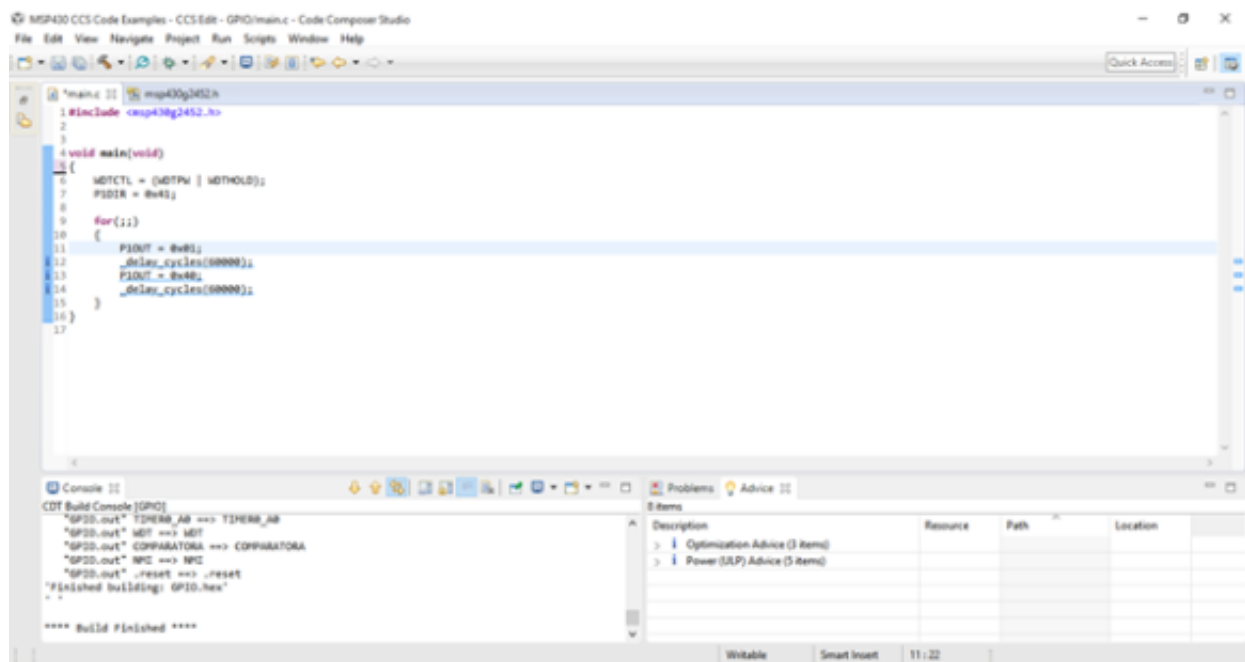 MSP430 CCS Code Examples - CCS Edit - GPIO/main.c - Code Composer Studio
File Edit View Navigate Project Run Scripts Window Help
Quick Access
*main.c msp430g2452.h
1 #include <msp430g2452.h>
2
3
4 void main(void)
5 {
6 WDTCTL = (WDTPW | WDTHOLD);
7 P1DIR = 0x41;
8
9 for(;;)
10 {
11 P1OUT = 0x01;
12 _delay_cycles(60000);
13 P1OUT = 0x40;
14 _delay_cycles(60000);
15 }
16 }
17
Console
CDT Build Console [GPIO]
"GPIO.out" TIMER0_A0 ==> TIMER0_A0
"GPIO.out" WDT ==> WDT
"GPIO.out" COMPARATORA ==> COMPARATORA
"GPIO.out" NMI ==> NMI
"GPIO.out" .reset ==> .reset
'Finished building: GPIO.hex'
' '
**** Build Finished ****
Problems Advice
8 items
Description Resource Path Location
Optimization Advice (3 items)
Power (ULP) Advice (5 items)
Writable Smart Insert 11 : 22